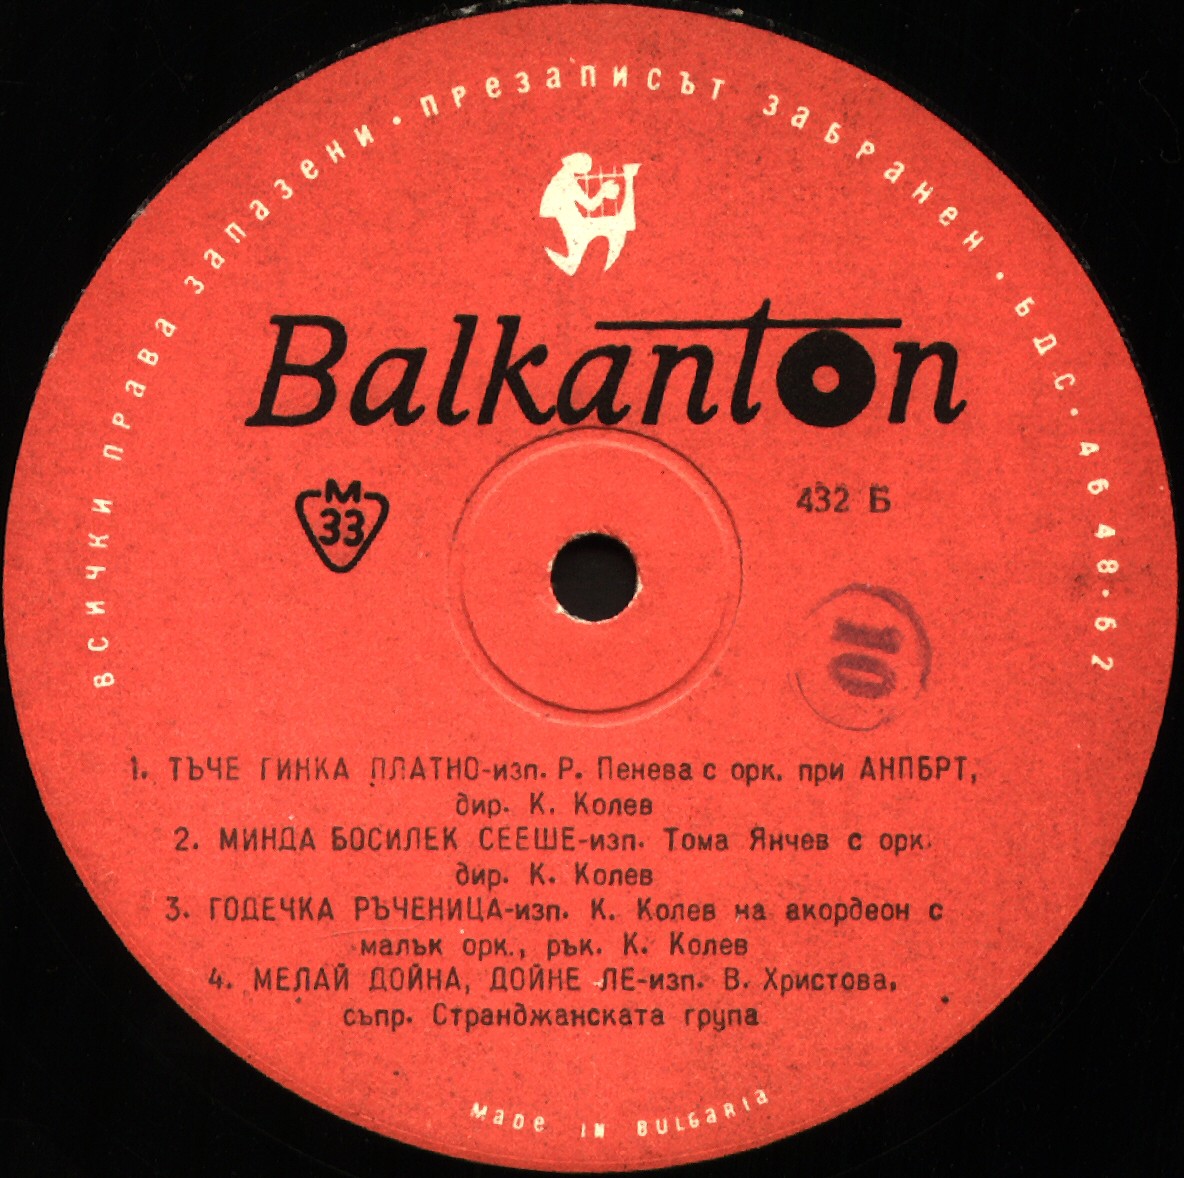 ВСИЧКИ ПРАВА ЗАПАЗЕНИ · ПРЕЗАПИСЪТ ЗАБРАНЕН · БДС · 4648 · 62
Balkanton
М
33
432 Б
10
1. ТЪЧЕ ГИНКА ПЛАТНО-изп. Р. Пенева с орк. при АНПБРТ,
дир. К. Колев
2. МИНДА БОСИЛЕК СЕЕШЕ-изп. Тома Янчев с орк.
дир. К. Колев
3. ГОДЕЧКА РЪЧЕНИЦА-изп. К. Колев на акордеон с
малък орк., рък. К. Колев
4. МЕЛАЙ ДОЙНА, ДОЙНЕ ЛЕ-изп. В. Христова,
съпр. Странджанската група
MADE IN BULGARIA